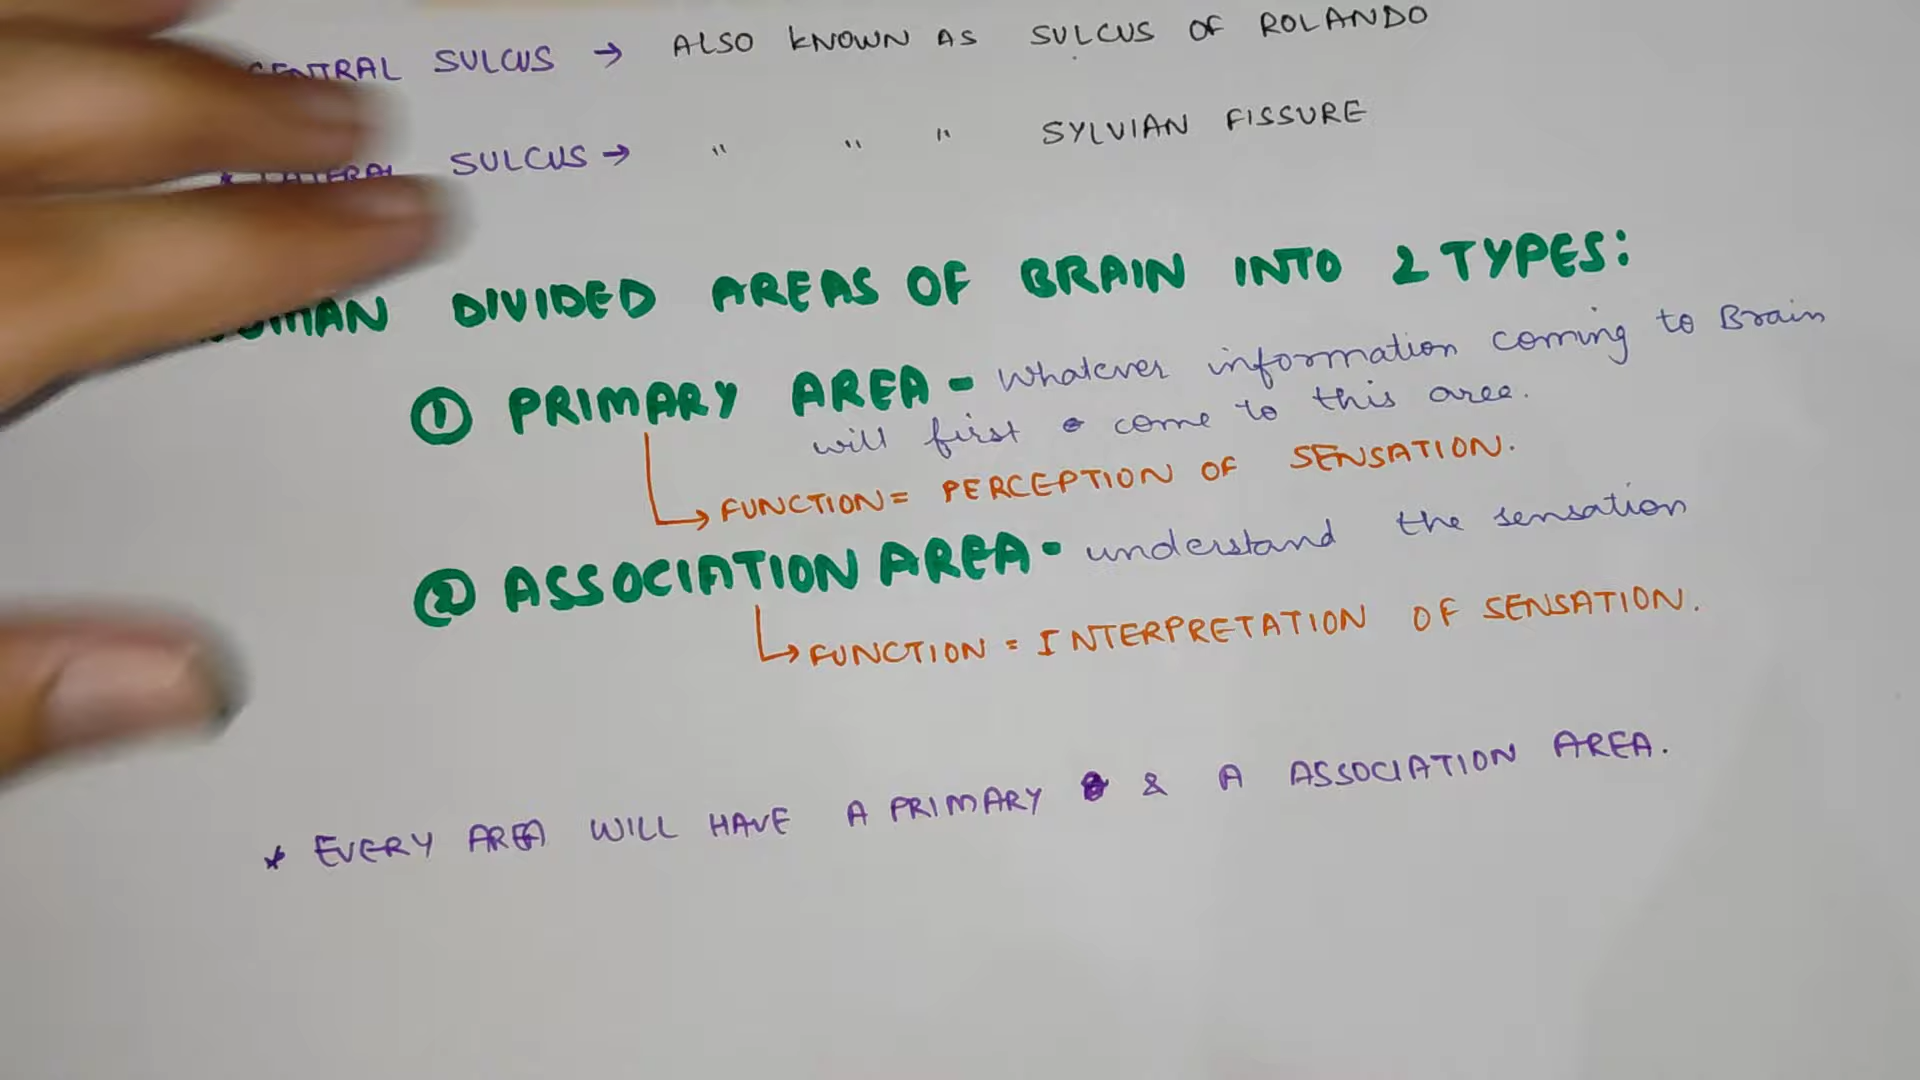 CENTRAL SULCUS → ALSO KNOWN AS SULCUS OF ROLANDO
* LATERAL SULCUS → " " " SYLVIAN FISSURE
DIVIDED AREAS OF BRAIN INTO 2 TYPES:
① PRIMARY AREA - Whatever information coming to Brain
will first come to this area.
↳ FUNCTION = PERCEPTION OF SENSATION.
② ASSOCIATION AREA - understand the sensation
↳ FUNCTION = INTERPRETATION OF SENSATION.
* EVERY AREA WILL HAVE A PRIMARY & A ASSOCIATION AREA.